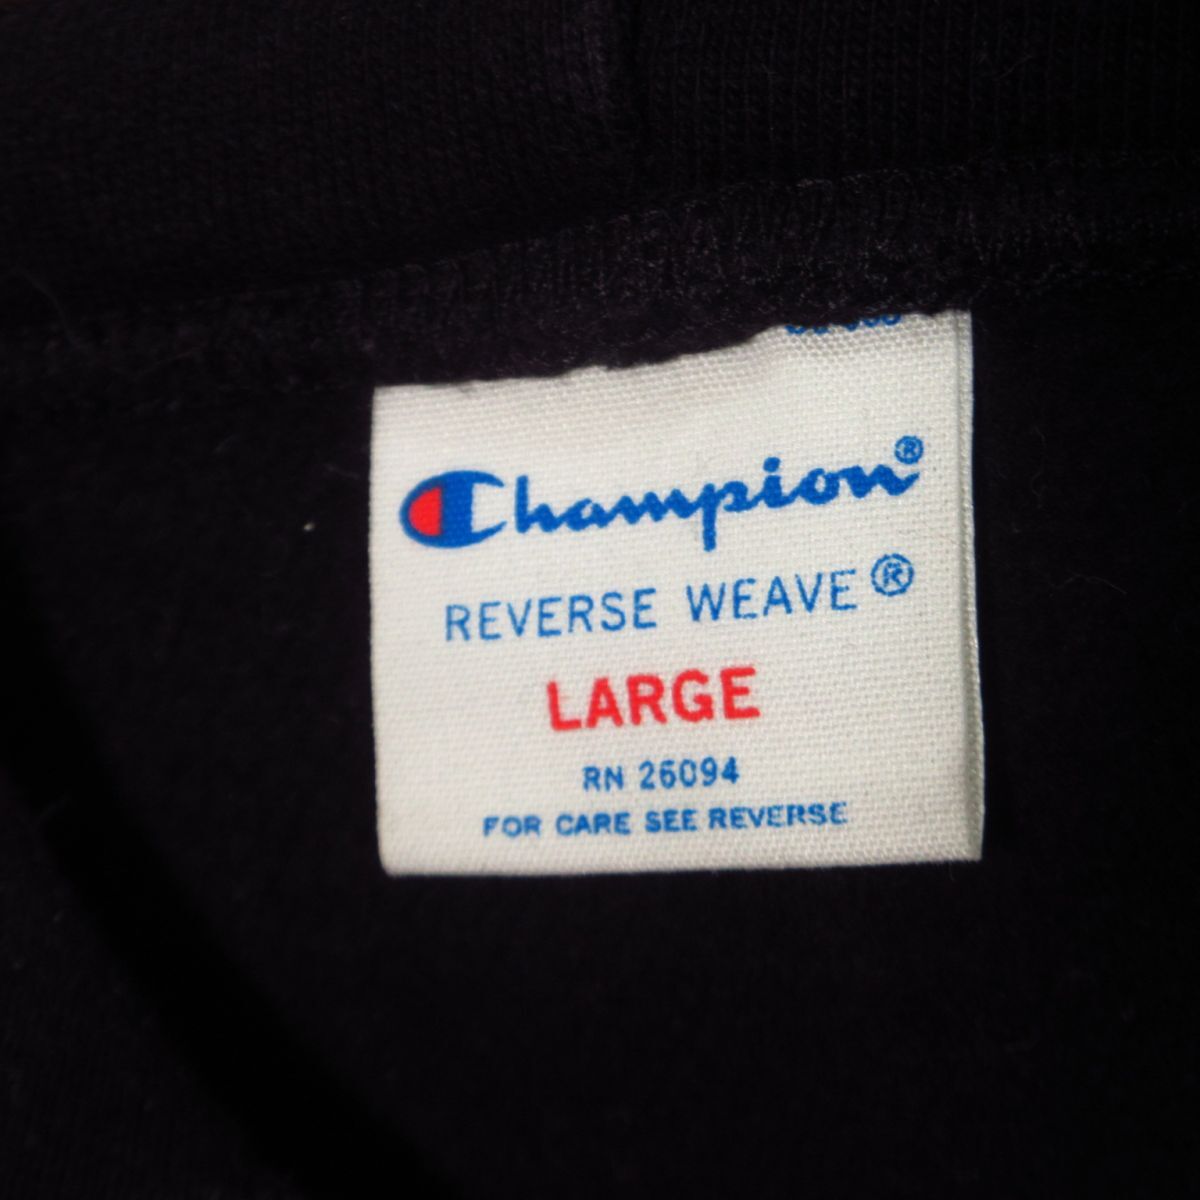 Champion®
REVERSE WEAVE®
LARGE
RN 26094
FOR CARE SEE REVERSE